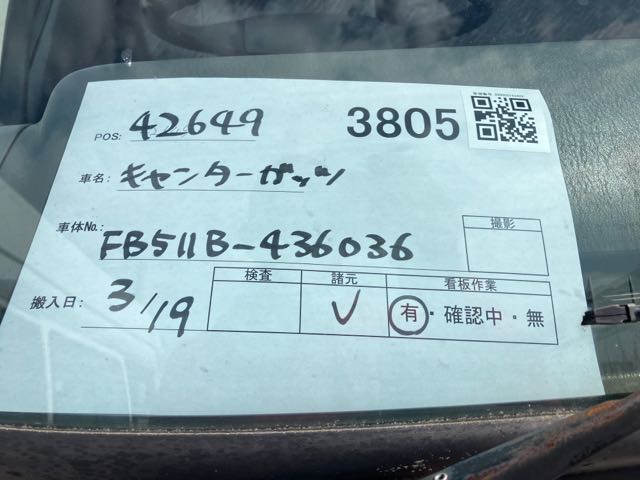 POS: 42649 3805
車名: キャンターガッツ
車体No.: FB511B-436036
撮影
搬入日: 3/19
検査 諸元 看板作業
✓ 有・確認中・無